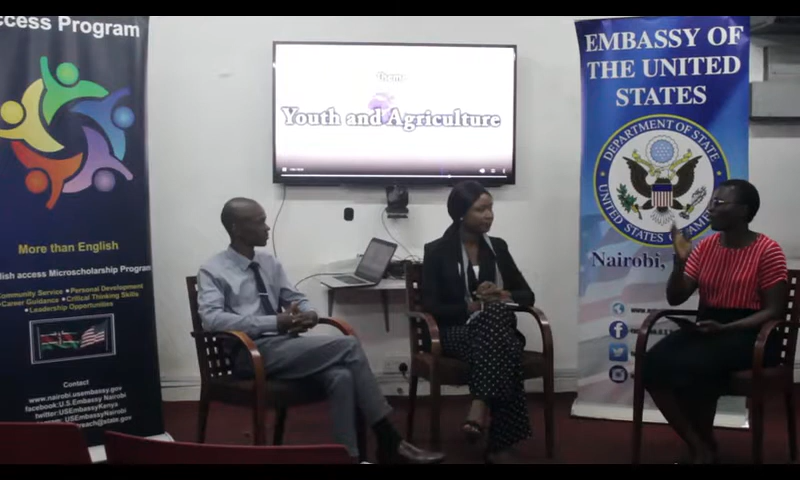 ccess Program
More than English
lish access Microscholarship Program
Community Service • Personal Development
Career Guidance • Critical Thinking Skills
• Leadership Opportunities
Contact
www.nairobi.usembassy.gov
facebook:U.S.Embassy Nairobi
twitter:USEmbassyKenya
USEmbassyNairobi
Theme
Youth and Agriculture
EMBASSY OF
THE UNITED
STATES
DEPARTMENT OF STATE
UNITED STATES OF AMERICA
Nairobi,